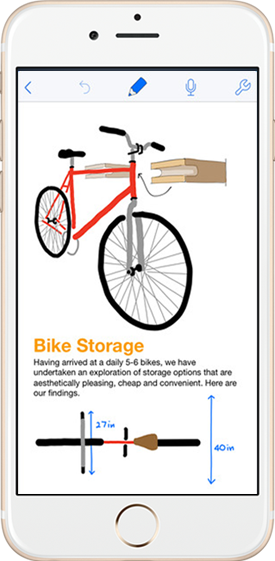 Bike Storage
Having arrived at a daily 5-6 bikes, we have
undertaken an exploration of storage options that are
aesthetically pleasing, cheap and convenient. Here are
our findings.
27in
40in